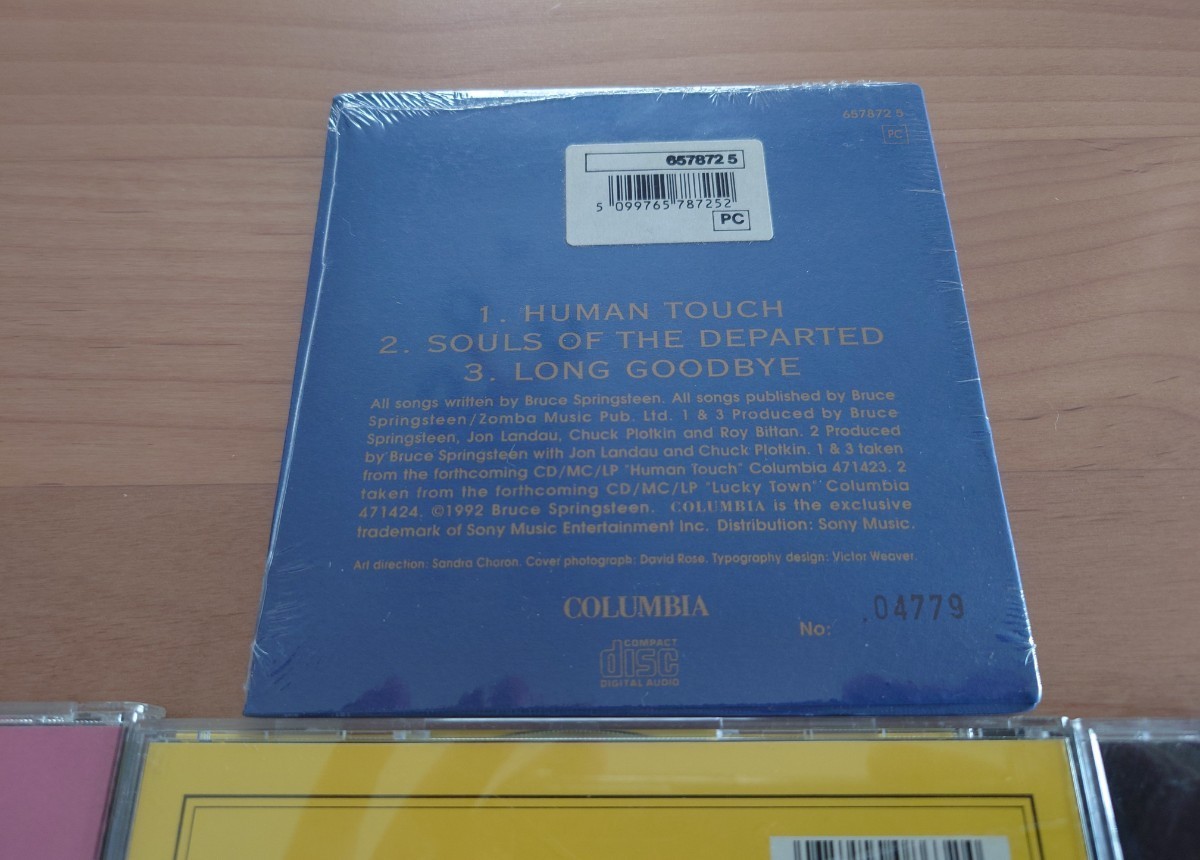 657872 5
PC
657872 5
5 099765 787252
PC
1. HUMAN TOUCH
2. SOULS OF THE DEPARTED
3. LONG GOODBYE
All songs written by Bruce Springsteen. All songs published by Bruce
Springsteen/Zomba Music Pub. Ltd. 1 & 3 Produced by Bruce
Springsteen, Jon Landau, Chuck Plotkin and Roy Bittan. 2 Produced
by Bruce Springsteen with Jon Landau and Chuck Plotkin. 1 & 3 taken
from the forthcoming CD/MC/LP "Human Touch" Columbia 471423. 2
taken from the forthcoming CD/MC/LP "Lucky Town" Columbia
471424. ©1992 Bruce Springsteen. COLUMBIA is the exclusive
trademark of Sony Music Entertainment Inc. Distribution: Sony Music.
Art direction: Sandra Choron. Cover photograph: David Rose. Typography design: Victor Weaver.
COLUMBIA
No: .04779
COMPACT
disc
DIGITAL AUDIO